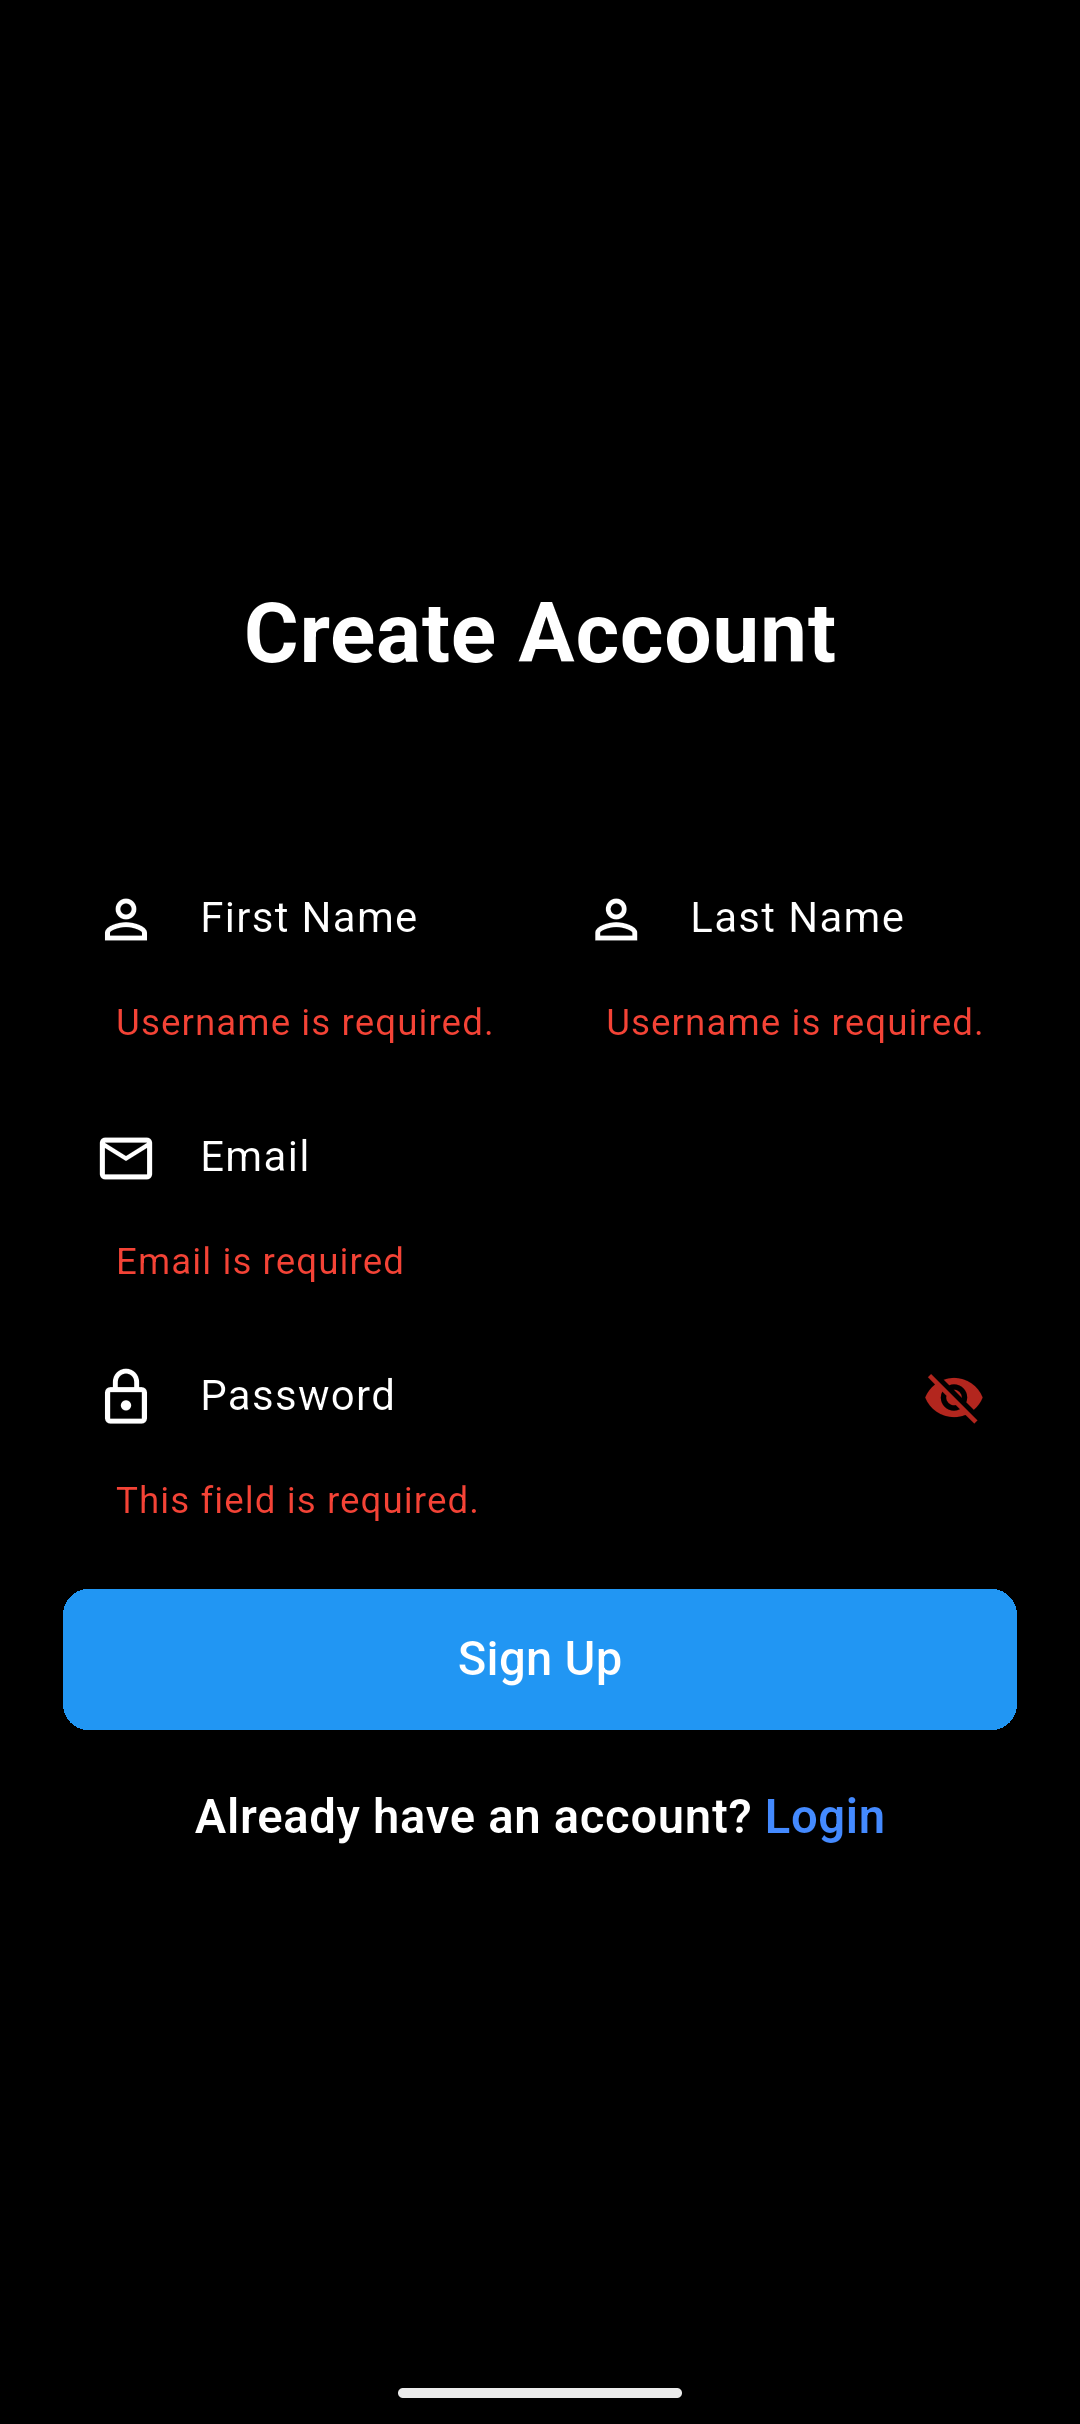 Create Account
First Name
Last Name
Username is required.
Username is required.
Email
Email is required
Password
This field is required.
Sign Up
Already have an account? Login